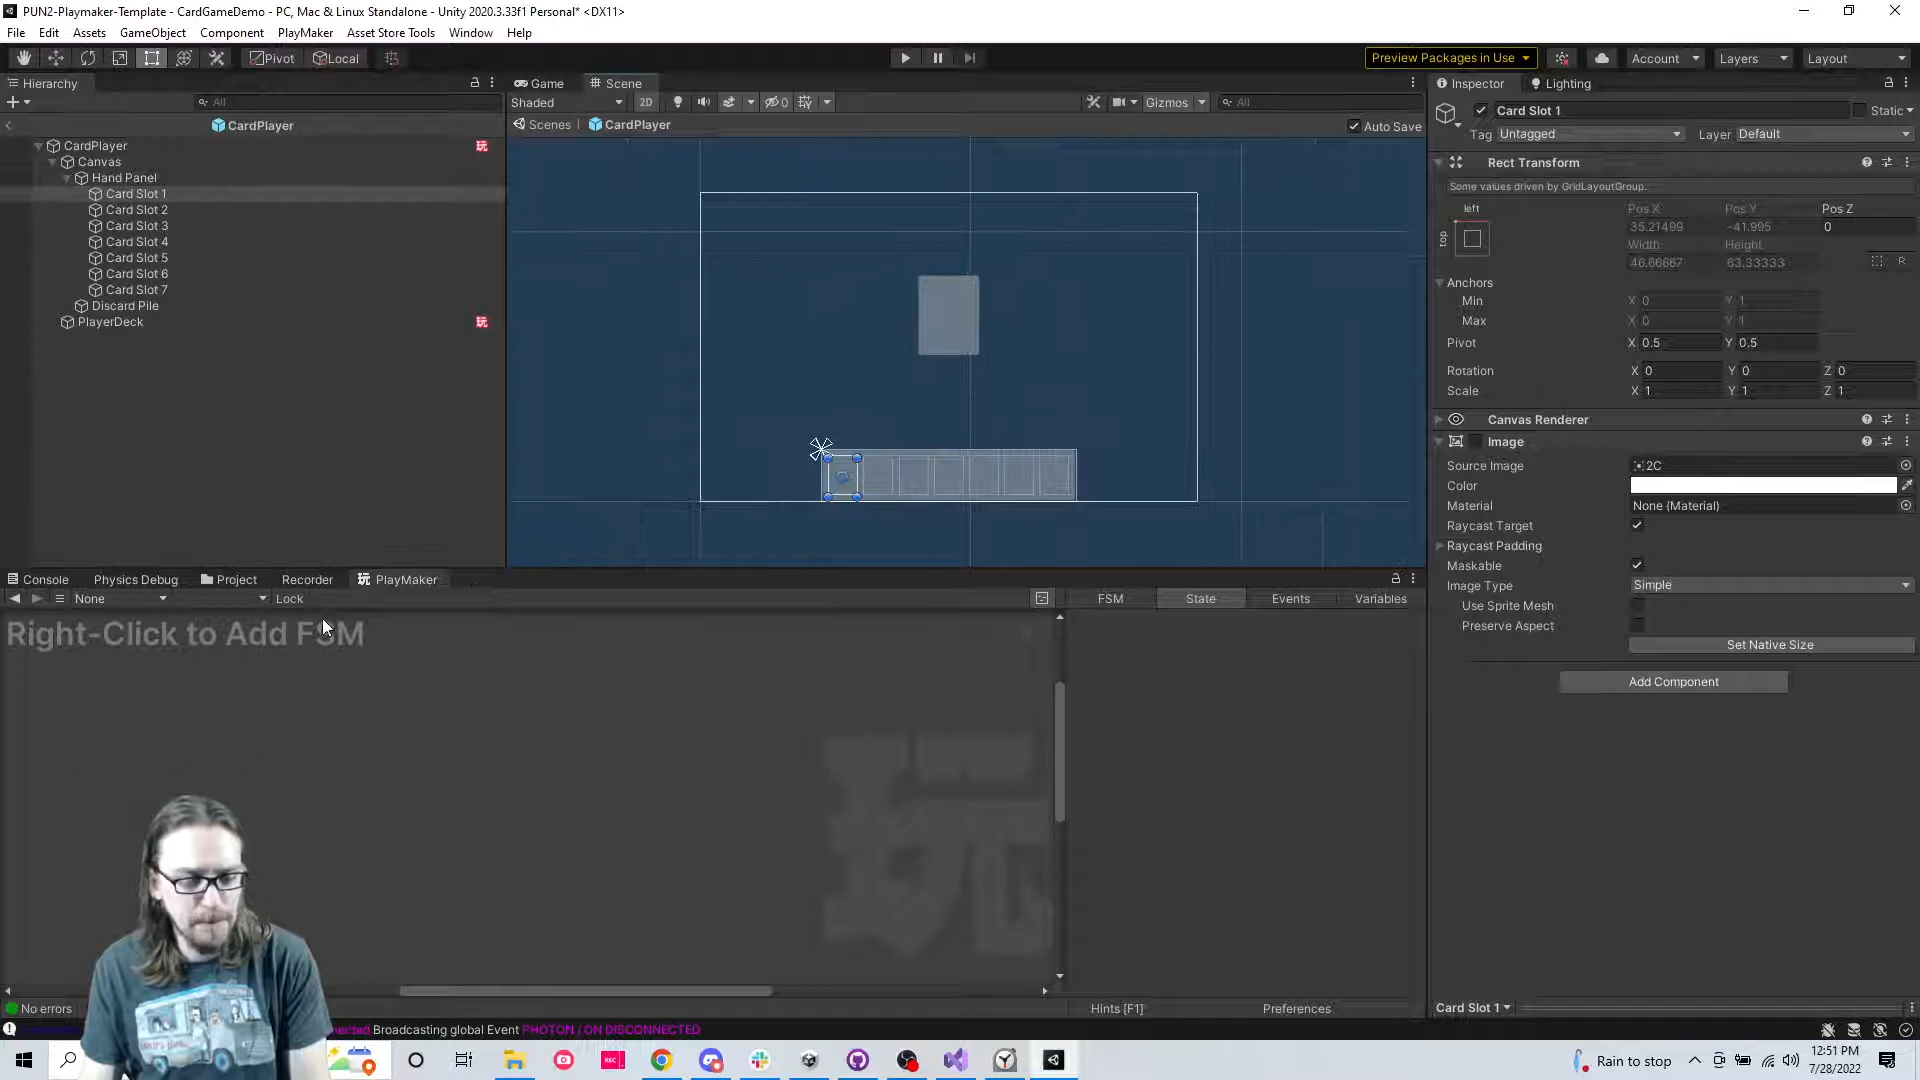 PUN2-Playmaker-Template - CardGameDemo - PC, Mac & Linux Standalone - Unity 2020.3.33f1 Personal* <DX11>
File Edit Assets GameObject Component PlayMaker Asset Store Tools Window Help
Pivot Local Preview Packages in Use Account Layers Layout
Hierarchy
All
CardPlayer
CardPlayer 玩
Canvas
Hand Panel
Card Slot 1
Card Slot 2
Card Slot 3
Card Slot 4
Card Slot 5
Card Slot 6
Card Slot 7
Discard Pile
PlayerDeck 玩
Game Scene
Shaded 2D 0 Gizmos All
Scenes CardPlayer Auto Save
Inspector Lighting
Card Slot 1 Static
Tag Untagged Layer Default
Rect Transform
Some values driven by GridLayoutGroup.
left Pos X Pos Y Pos Z
top 35.21499 -41.995 0
Width Height
46.66667 63.33333 R
Anchors
Min X 0 Y 1
Max X 0 Y 1
Pivot X 0.5 Y 0.5
Rotation X 0 Y 0 Z 0
Scale X 1 Y 1 Z 1
Canvas Renderer
Image
Source Image 2C
Color
Material None (Material)
Raycast Target
Raycast Padding
Maskable
Image Type Simple
Use Sprite Mesh
Preserve Aspect
Set Native Size
Add Component
Card Slot 1
Console Physics Debug Project Recorder PlayMaker
None Lock FSM State Events Variables
Right-Click to Add FSM
玩
No errors Hints [F1] Preferences
Broadcasting global Event PHOTON / ON DISCONNECTED
REC
Rain to stop 12:51 PM
7/28/2022